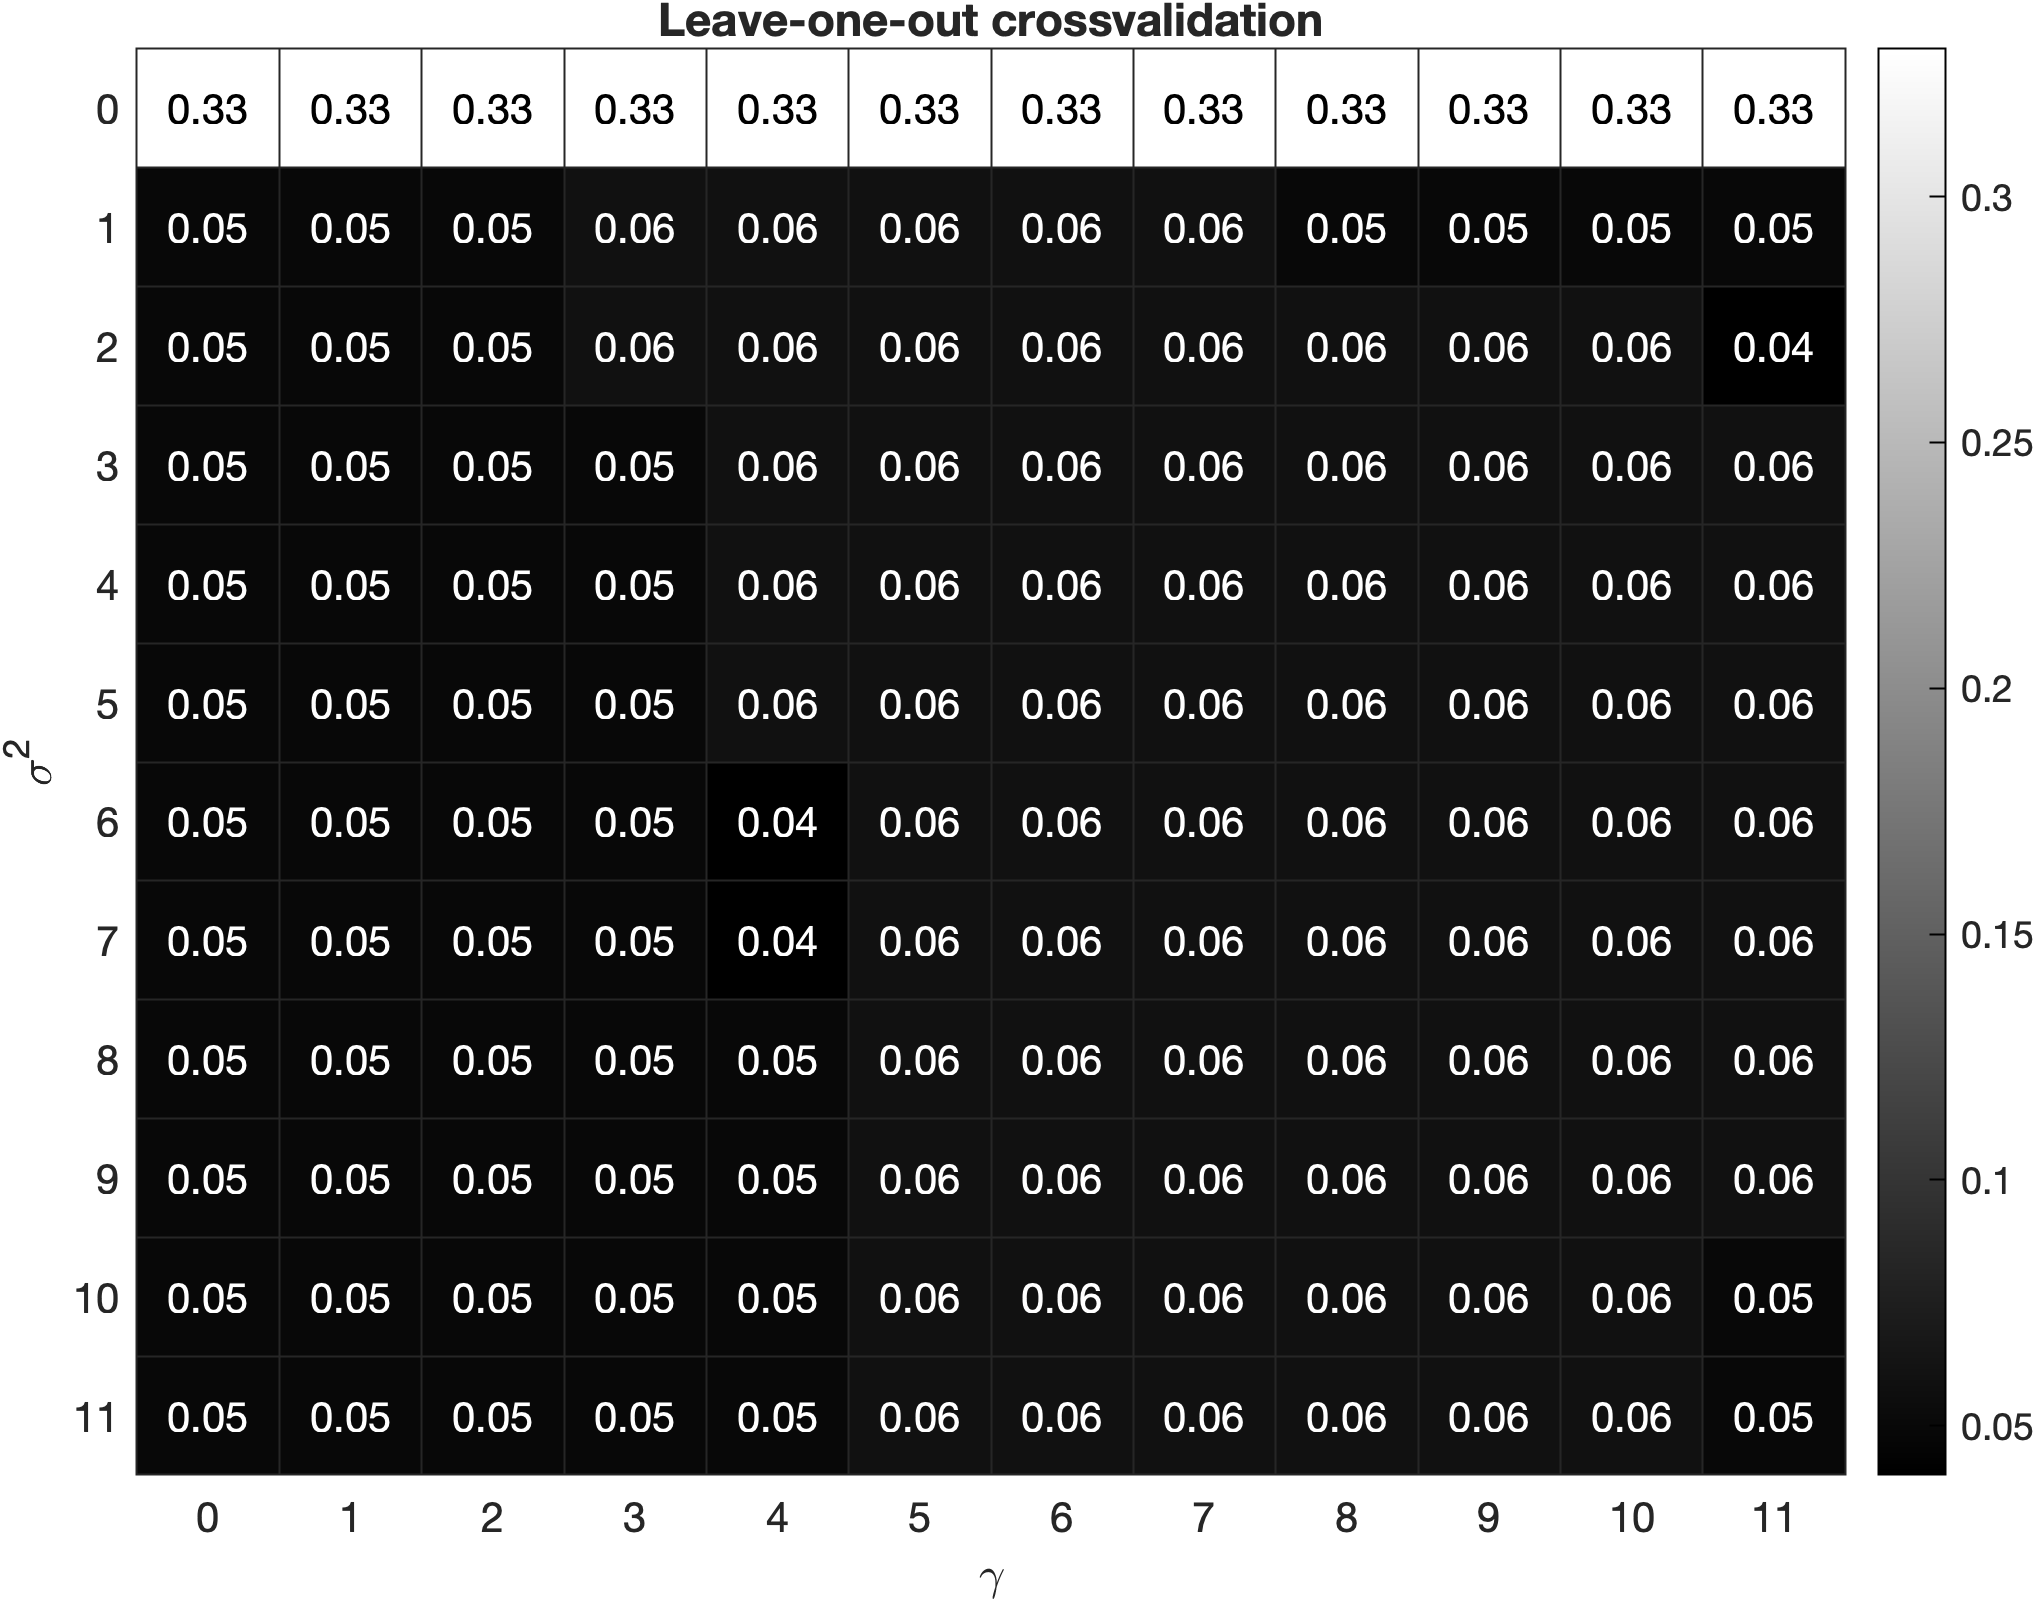 Leave-one-out crossvalidation
0 0.33 0.33 0.33 0.33 0.33 0.33 0.33 0.33 0.33 0.33 0.33 0.33
1 0.05 0.05 0.05 0.06 0.06 0.06 0.06 0.06 0.05 0.05 0.05 0.05
2 0.05 0.05 0.05 0.06 0.06 0.06 0.06 0.06 0.06 0.06 0.06 0.04
3 0.05 0.05 0.05 0.05 0.06 0.06 0.06 0.06 0.06 0.06 0.06 0.06
4 0.05 0.05 0.05 0.05 0.06 0.06 0.06 0.06 0.06 0.06 0.06 0.06
5 0.05 0.05 0.05 0.05 0.06 0.06 0.06 0.06 0.06 0.06 0.06 0.06
6 0.05 0.05 0.05 0.05 0.04 0.06 0.06 0.06 0.06 0.06 0.06 0.06
7 0.05 0.05 0.05 0.05 0.04 0.06 0.06 0.06 0.06 0.06 0.06 0.06
8 0.05 0.05 0.05 0.05 0.05 0.06 0.06 0.06 0.06 0.06 0.06 0.06
9 0.05 0.05 0.05 0.05 0.05 0.06 0.06 0.06 0.06 0.06 0.06 0.06
10 0.05 0.05 0.05 0.05 0.05 0.06 0.06 0.06 0.06 0.06 0.06 0.05
11 0.05 0.05 0.05 0.05 0.05 0.06 0.06 0.06 0.06 0.06 0.06 0.05
0 1 2 3 4 5 6 7 8 9 10 11
γ
σ²
0.3
0.25
0.2
0.15
0.1
0.05